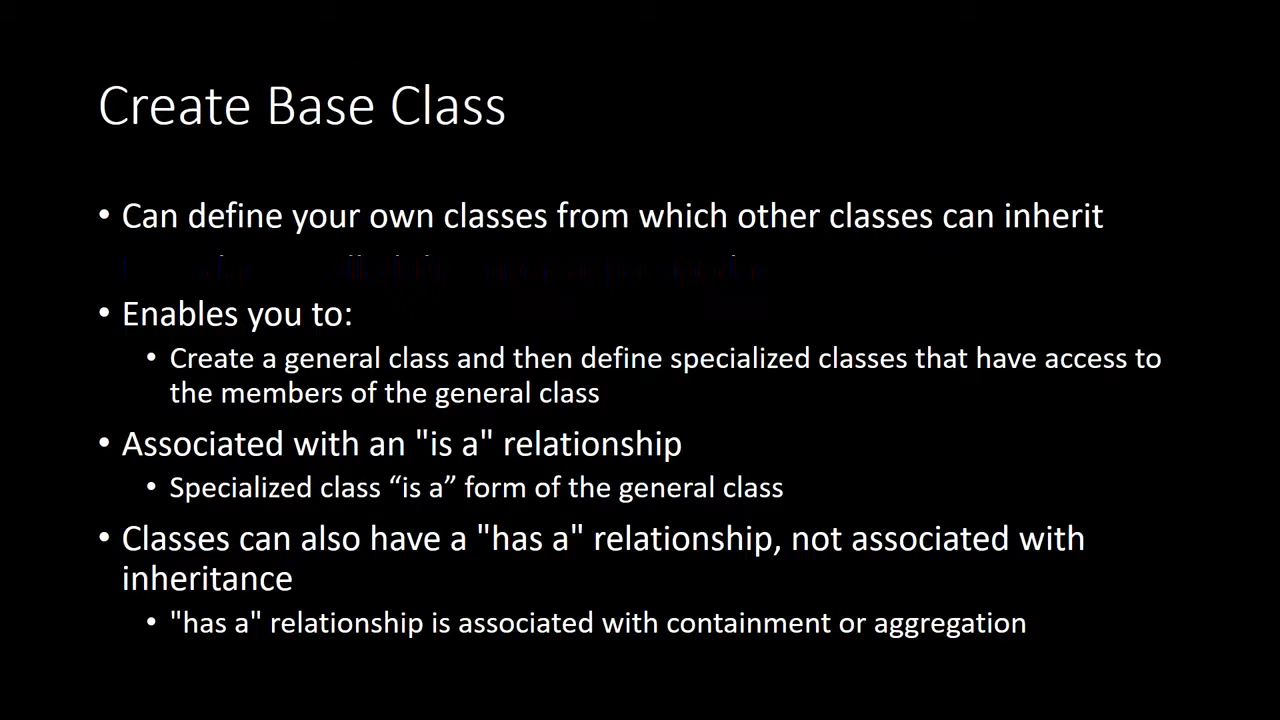 Create Base Class
• Can define your own classes from which other classes can inherit
• Enables you to:
• Create a general class and then define specialized classes that have access to
the members of the general class
• Associated with an "is a" relationship
• Specialized class “is a” form of the general class
• Classes can also have a "has a" relationship, not associated with
inheritance
• "has a" relationship is associated with containment or aggregation